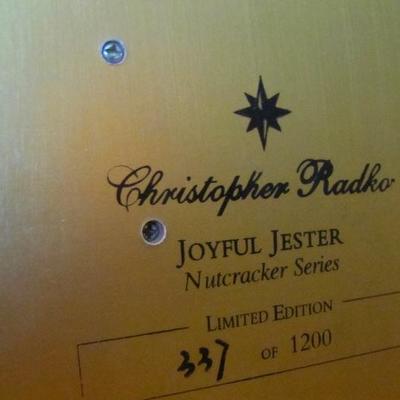 Christopher Radko
JOYFUL JESTER
Nutcracker Series
LIMITED EDITION
337 OF 1200